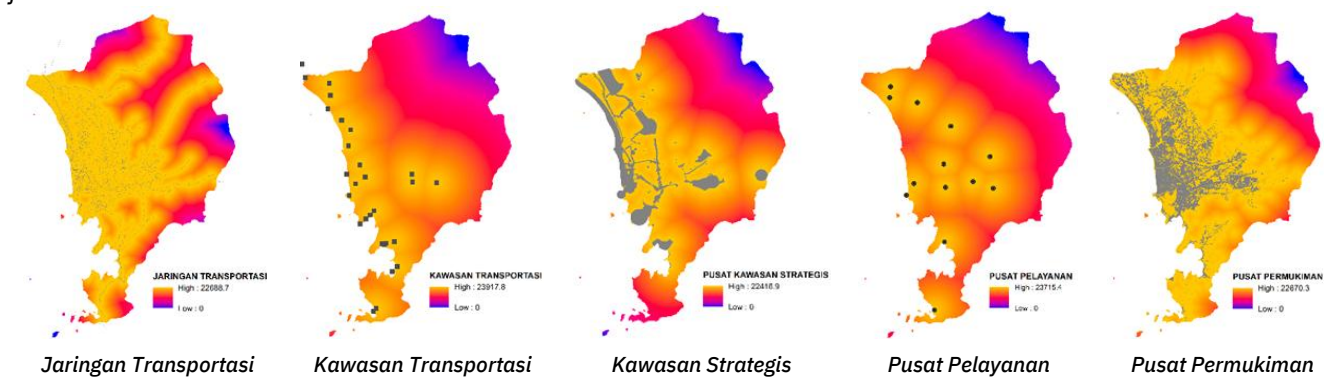 JARINGAN TRANSPORTASI
High : 22688.7
Low : 0
KAWASAN TRANSPORTASI
High : 23917.8
Low : 0
PUSAT KAWASAN STRATEGIS
High : 22418.9
Low : 0
PUSAT PELAYANAN
High : 23715.4
Low : 0
PUSAT PERMUKIMAN
High : 22670.3
Low : 0
Jaringan Transportasi
Kawasan Transportasi
Kawasan Strategis
Pusat Pelayanan
Pusat Permukiman